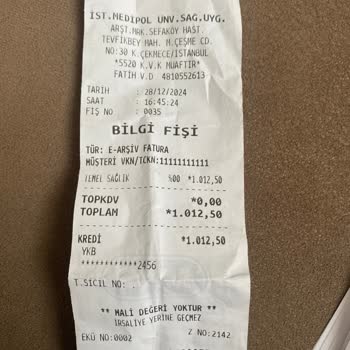 İST.MEDİPOL UNV.SAĞ.UYG.
ARŞT.MRK.SEFAKÖY HAST.
TEVFİKBEY MAH. M.ÇEŞME CD.
NO:30 K.ÇEKMECE/İSTANBUL
*5520 K.V.K MUAFTIR*
FATİH V.D 4810552613
TARİH : 28/12/2024
SAAT : 16:45:24
FİŞ NO : 0035
BİLGİ FİŞİ
TÜR: E-ARŞİV FATURA
MÜŞTERİ VKN/TCKN:11111111111
TEMEL SAĞLIK %00 *1.012,50
TOPKDV *0,00
TOPLAM *1.012,50
KREDİ *1.012,50
YKB
************2456
T.SİCİL NO: .
** MALİ DEĞERİ YOKTUR **
İRSALİYE YERİNE GEÇMEZ
EKÜ NO:0002 Z NO:2142